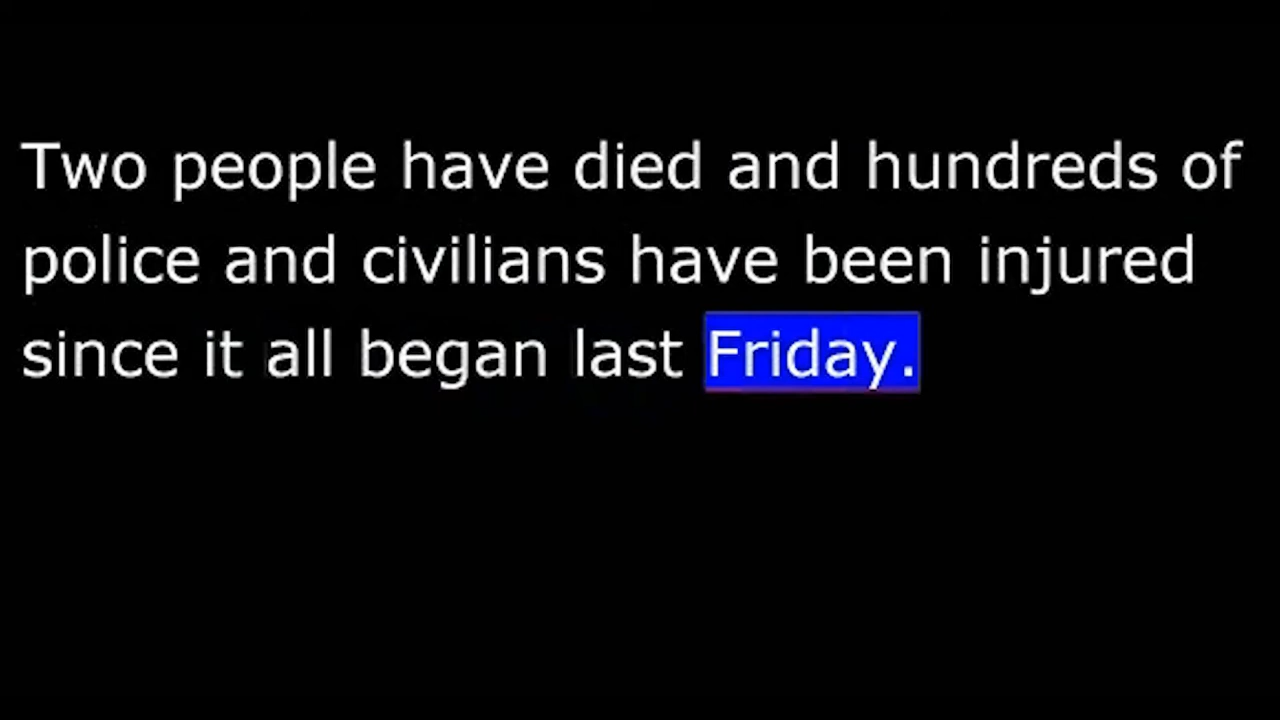 Two people have died and hundreds of
police and civilians have been injured
since it all began last Friday.